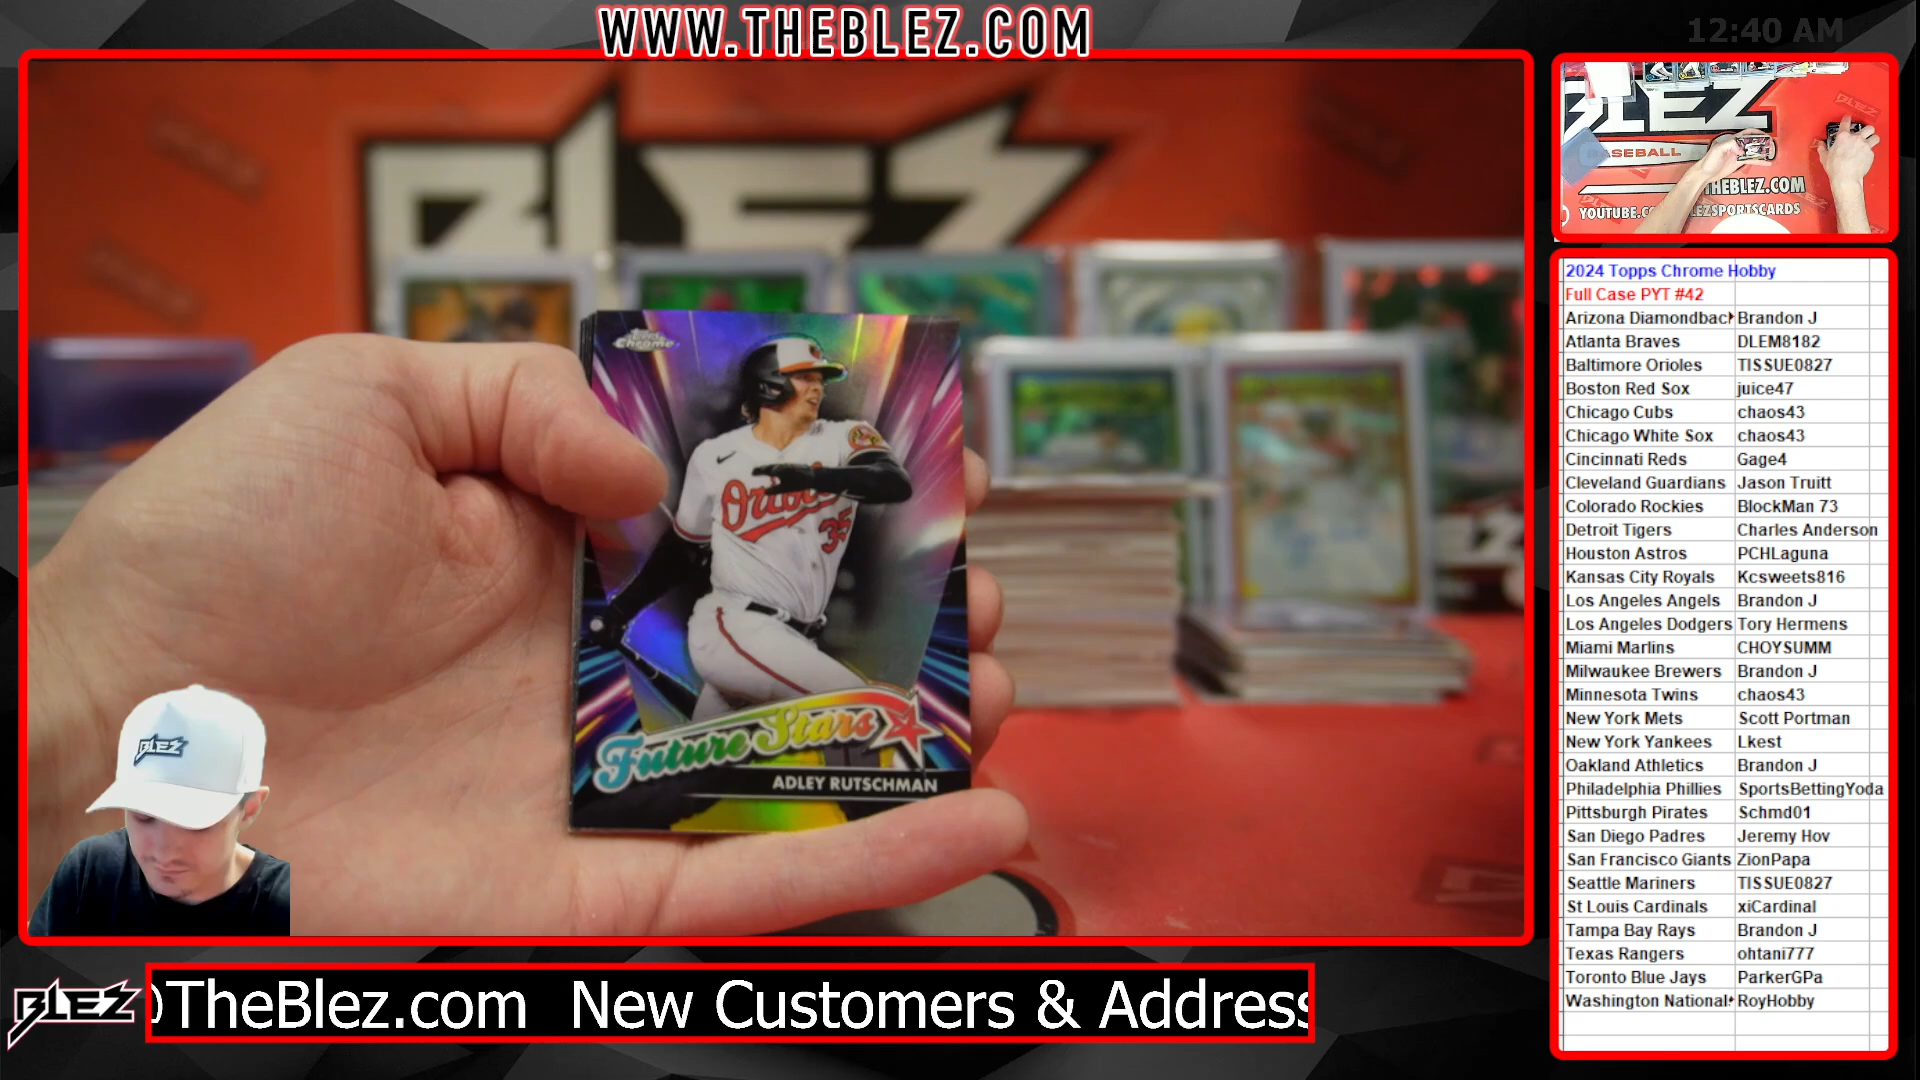 WWW.THEBLEZ.COM
12:40 AM
BLEZ
Topps Chrome
Orioles
35
Future Stars
ADLEY RUTSCHMAN
BLEZ
BLEZ
BASEBALL
THEBLEZ.COM
2024 Topps Chrome Hobby
Full Case PYT #42
Arizona Diamondbac Brandon J
Atlanta Braves DLEM8182
Baltimore Orioles TISSUE0827
Boston Red Sox juice47
Chicago Cubs chaos43
Chicago White Sox chaos43
Cincinnati Reds Gage4
Cleveland Guardians Jason Truitt
Colorado Rockies BlockMan 73
Detroit Tigers Charles Anderson
Houston Astros PCHLaguna
Kansas City Royals Kcsweets816
Los Angeles Angels Brandon J
Los Angeles Dodgers Tory Hermens
Miami Marlins CHOYSUMM
Milwaukee Brewers Brandon J
Minnesota Twins chaos43
New York Mets Scott Portman
New York Yankees Lkest
Oakland Athletics Brandon J
Philadelphia Phillies SportsBettingYoda
Pittsburgh Pirates Schmd01
San Diego Padres Jeremy Hov
San Francisco Giants ZionPapa
Seattle Mariners TISSUE0827
St Louis Cardinals xiCardinal
Tampa Bay Rays Brandon J
Texas Rangers ohtani777
Toronto Blue Jays ParkerGPa
Washington National RoyHobby
BLEZ
@TheBlez.com New Customers & Address